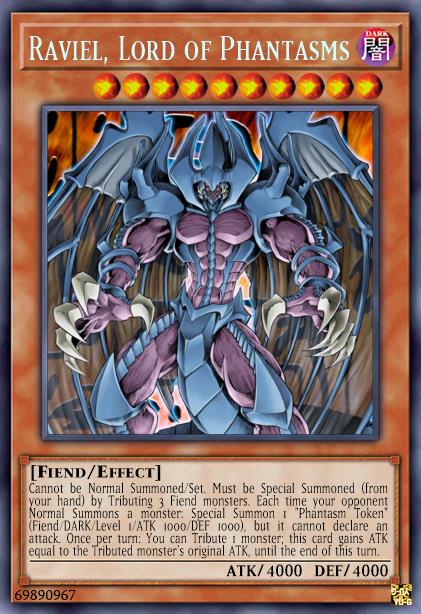 RAVIEL, LORD OF PHANTASMS
DARK
闇
[FIEND/EFFECT]
Cannot be Normal Summoned/Set. Must be Special Summoned (from
your hand) by Tributing 3 Fiend monsters. Each time your opponent
Normal Summons a monster: Special Summon 1 "Phantasm Token"
(Fiend/DARK/Level 1/ATK 1000/DEF 1000), but it cannot declare an
attack. Once per turn: You can Tribute 1 monster; this card gains ATK
equal to the Tributed monster's original ATK, until the end of this turn.
ATK/4000 DEF/4000
69890967